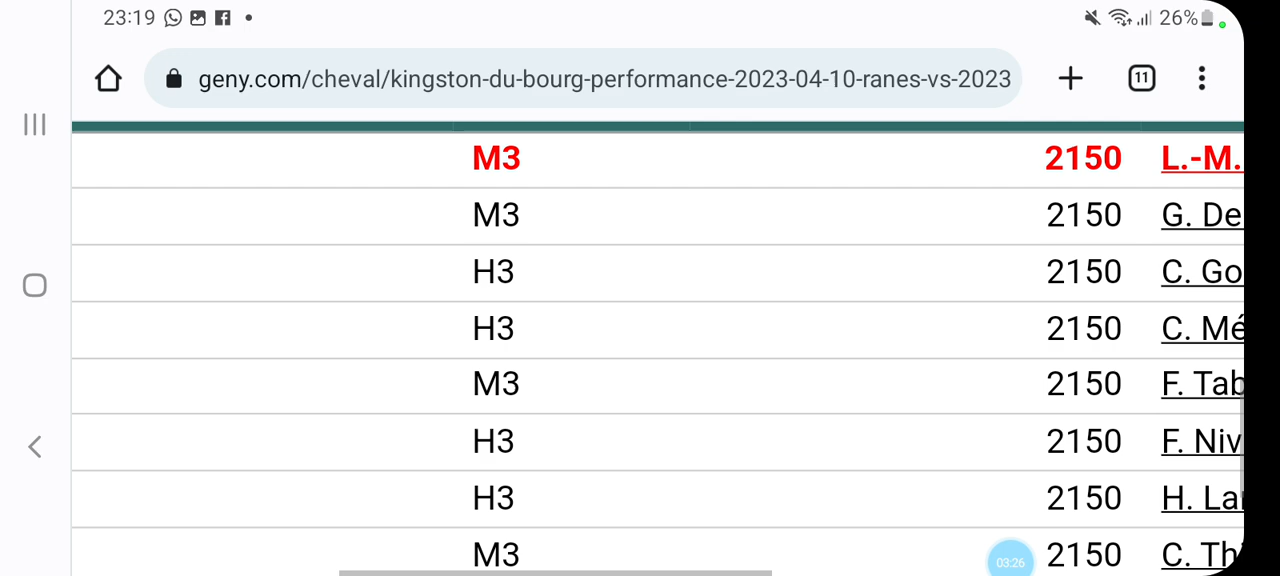 23:19 26%
geny.com/cheval/kingston-du-bourg-performance-2023-04-10-ranes-vs-2023 11
M3 2150 L.-M.
M3 2150 G. De
H3 2150 C. Go
H3 2150 C. Mé
M3 2150 F. Tab
H3 2150 F. Niv
H3 2150 H. La
M3 2150 C. Th
03:26